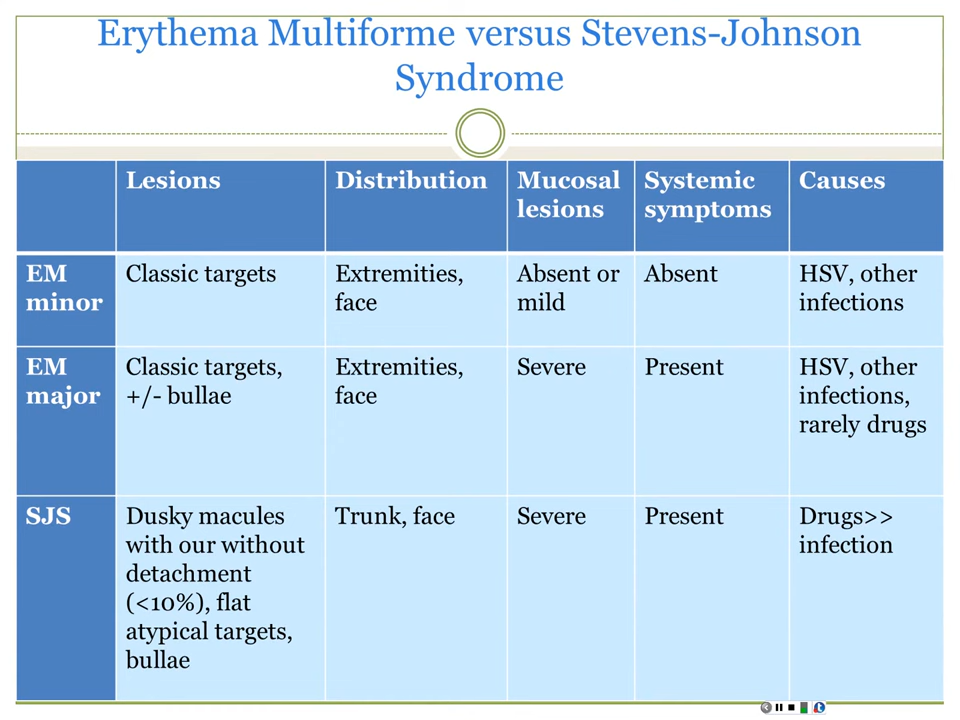 Erythema Multiforme versus Stevens-Johnson
Syndrome
Lesions
Distribution
Mucosal
lesions
Systemic
symptoms
Causes
EM
minor
Classic targets
Extremities,
face
Absent or
mild
Absent
HSV, other
infections
EM
major
Classic targets,
+/- bullae
Extremities,
face
Severe
Present
HSV, other
infections,
rarely drugs
SJS
Dusky macules
with our without
detachment
(<10%), flat
atypical targets,
bullae
Trunk, face
Severe
Present
Drugs>>
infection